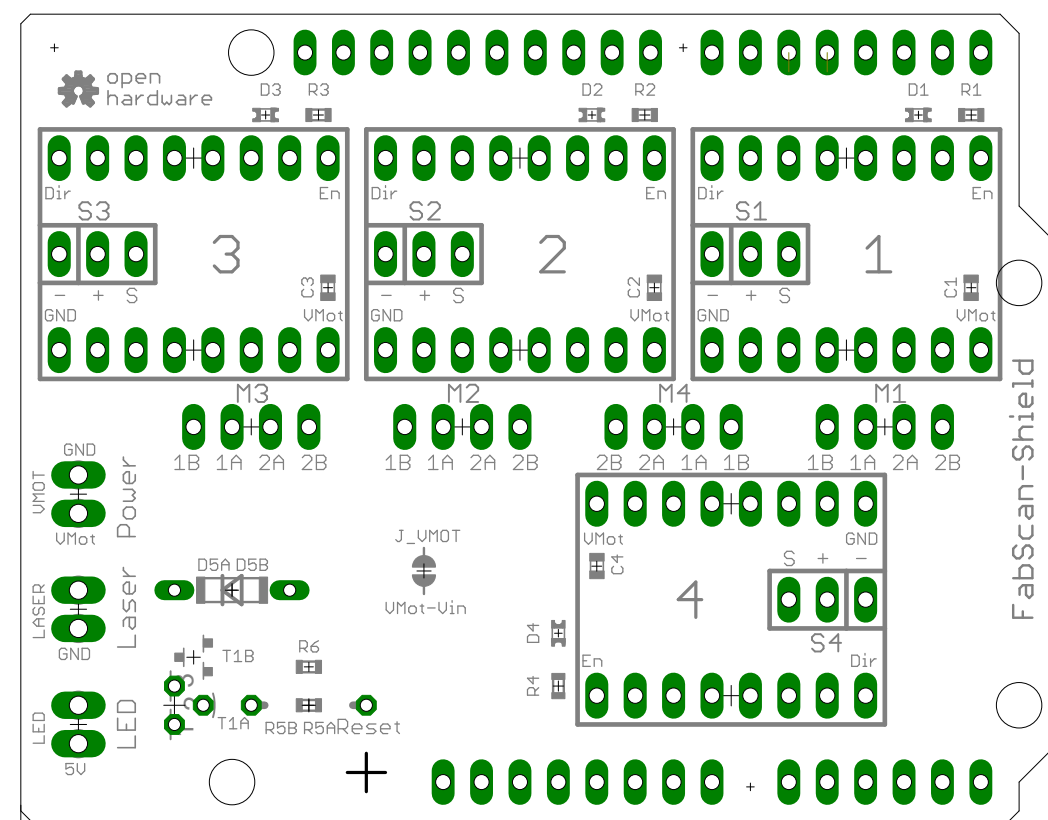 open
hardware
D3 R3
D2 R2
D1 R1
Dir En
Dir En
Dir En
S3
S2
S1
3
2
1
C3
C2
C1
- + S
- + S
- + S
GND VMot
GND VMot
GND VMot
M3
M2
M4
M1
1B 1A 2A 2B
1B 1A 2A 2B
2B 2A 1A 1B
1B 1A 2A 2B
FabScan-Shield
GND
VMOT
Power
VMot
J_VMOT
VMot-Vin
D5A D5B
VMot GND
C4
S + -
4
S4
D4
En Dir
R4
LASER
Laser
GND
T1B
R6
T1A
R5B R5A Reset
LED
LED
5V